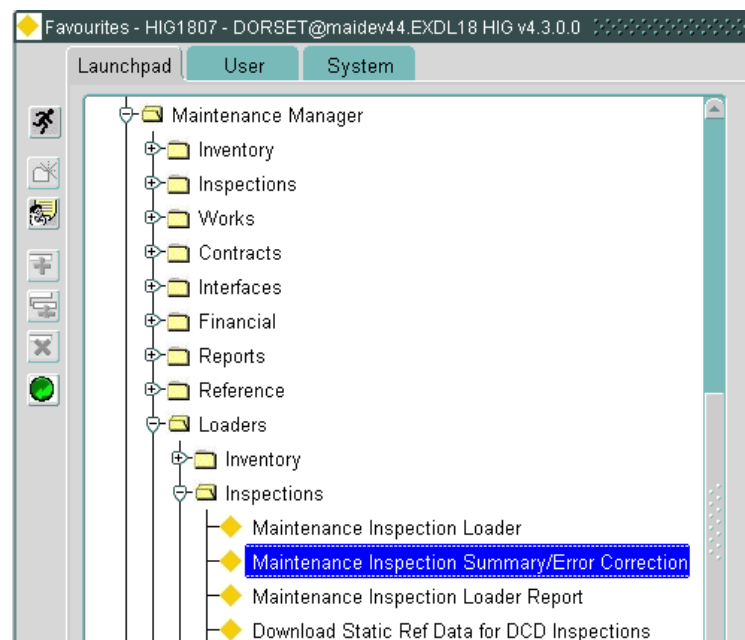 Favourites - HIG1807 - DORSET@maidev44.EXDL18 HIG v4.3.0.0
Launchpad User System
Maintenance Manager
Inventory
Inspections
Works
Contracts
Interfaces
Financial
Reports
Reference
Loaders
Inventory
Inspections
Maintenance Inspection Loader
Maintenance Inspection Summary/Error Correction
Maintenance Inspection Loader Report
Download Static Ref Data for DCD Inspections